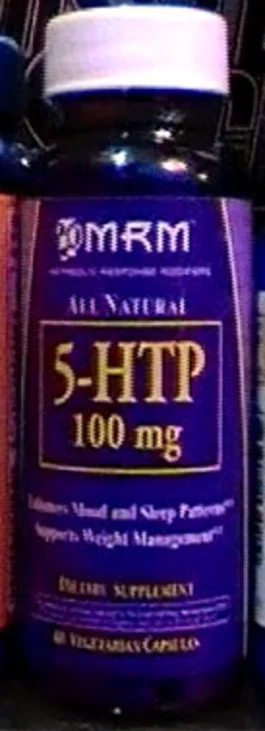 MRM
METABOLIC RESPONSE MODIFIERS
ALL NATURAL
5-HTP
100 mg
Enhances Mood and Sleep Patterns
Supports Weight Management
DIETARY SUPPLEMENT
60 VEGETARIAN CAPSULES